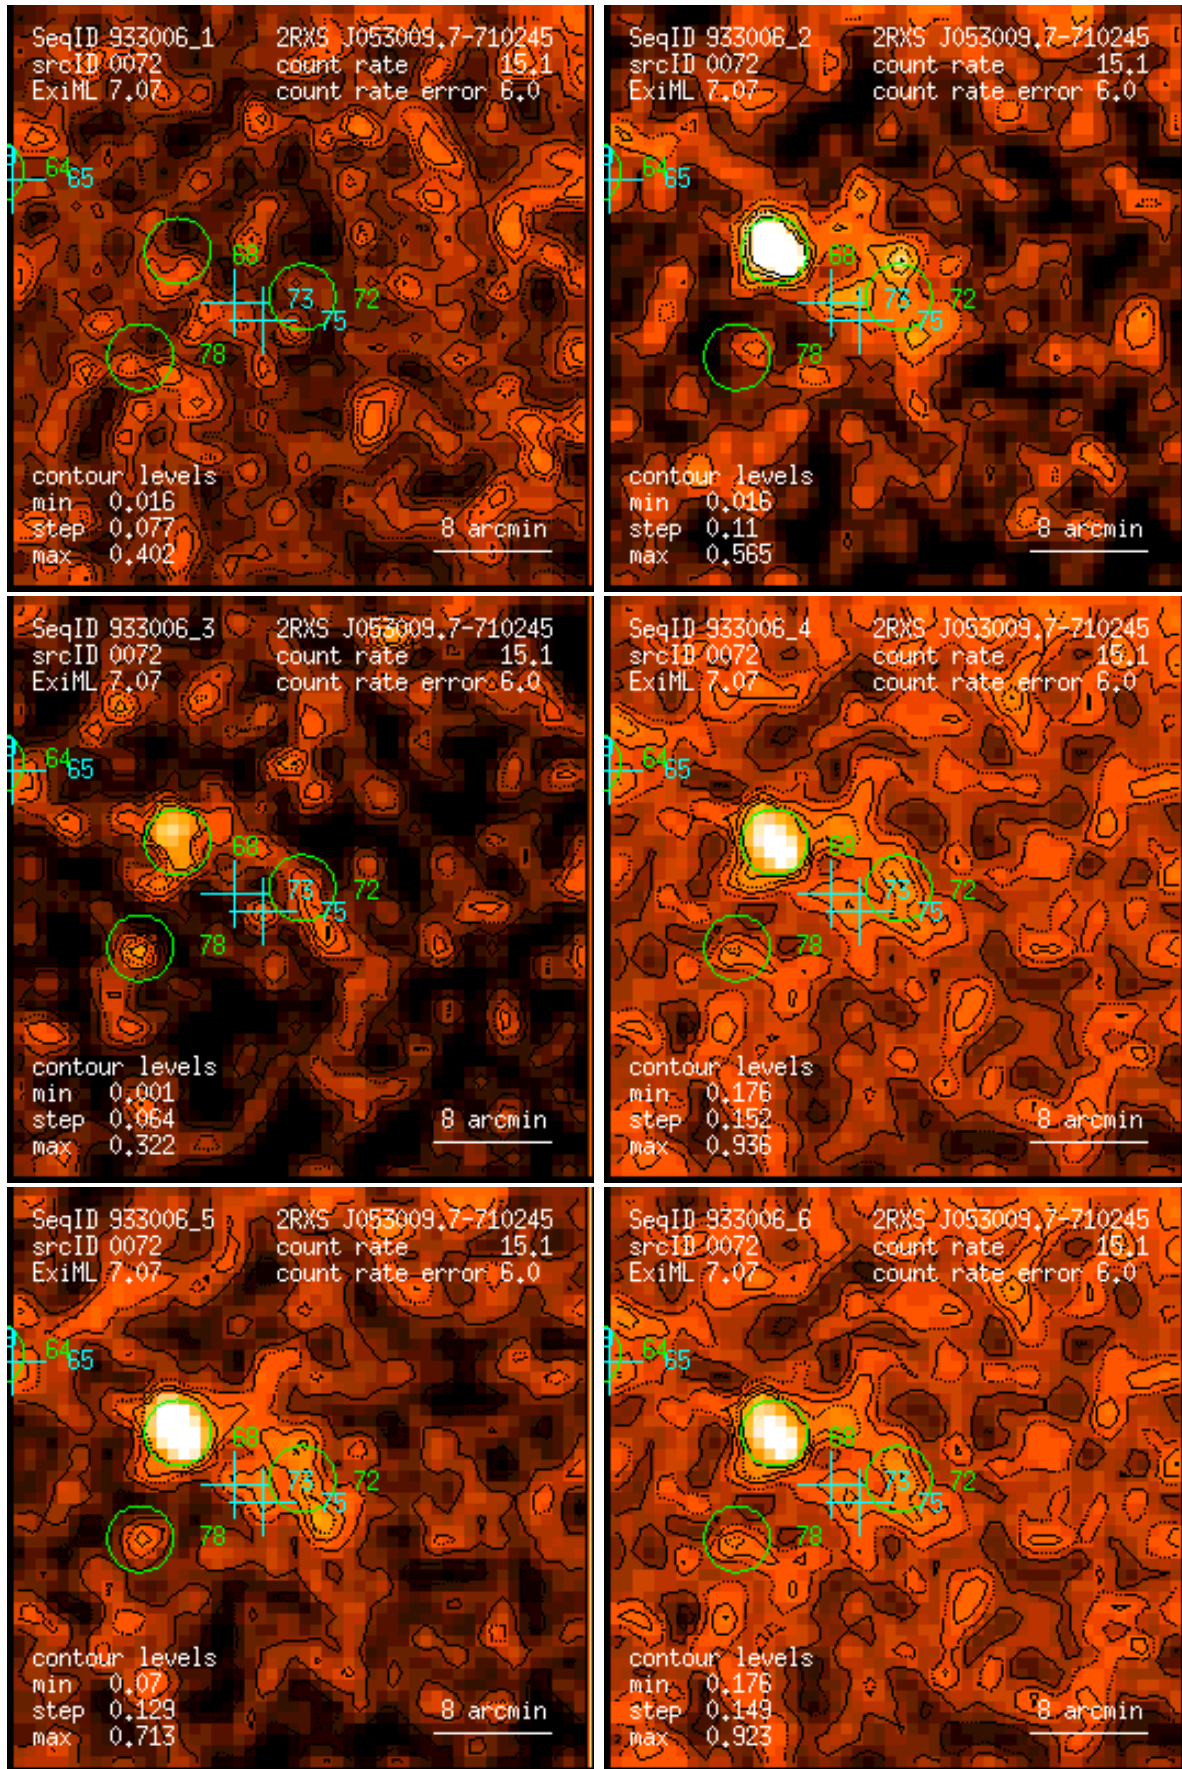 SeqID 933006_1 2RXS J053009.7-710245
srcID 0072 count rate 15.1
ExiML 7.07 count rate error 6.0
64 65
68
73 72
75
78
contour levels
min 0.016
step 0.077
max 0.402
8 arcmin
SeqID 933006_2 2RXS J053009.7-710245
srcID 0072 count rate 15.1
ExiML 7.07 count rate error 6.0
64 65
68
73 72
75
78
contour levels
min 0.016
step 0.11
max 0.565
8 arcmin
SeqID 933006_3 2RXS J053009.7-710245
srcID 0072 count rate 15.1
ExiML 7.07 count rate error 6.0
64 65
68
73 72
75
78
contour levels
min 0.001
step 0.064
max 0.322
8 arcmin
SeqID 933006_4 2RXS J053009.7-710245
srcID 0072 count rate 15.1
ExiML 7.07 count rate error 6.0
64 65
68
73 72
75
78
contour levels
min 0.176
step 0.152
max 0.936
8 arcmin
SeqID 933006_5 2RXS J053009.7-710245
srcID 0072 count rate 15.1
ExiML 7.07 count rate error 6.0
64 65
68
73 72
75
78
contour levels
min 0.07
step 0.129
max 0.713
8 arcmin
SeqID 933006_6 2RXS J053009.7-710245
srcID 0072 count rate 15.1
ExiML 7.07 count rate error 6.0
64 65
68
73 72
75
78
contour levels
min 0.176
step 0.149
max 0.923
8 arcmin